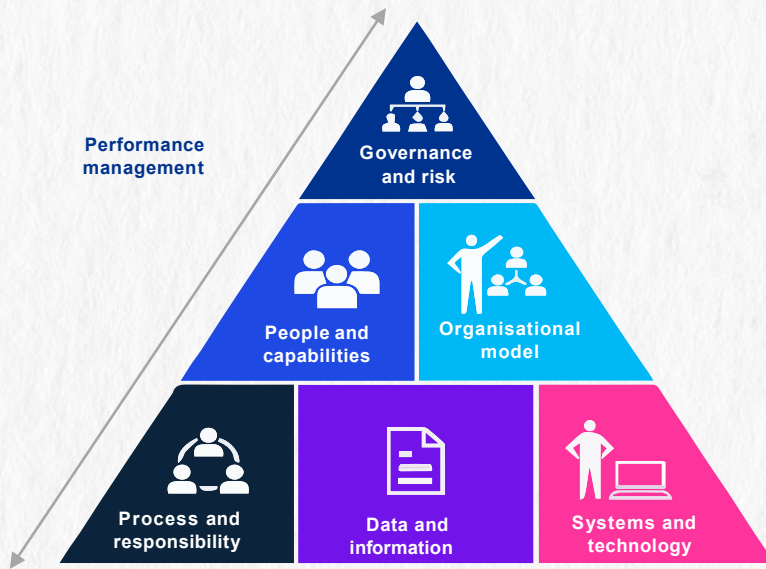 Performance
management
Governance
and risk
People and
capabilities
Organisational
model
Process and
responsibility
Data and
information
Systems and
technology